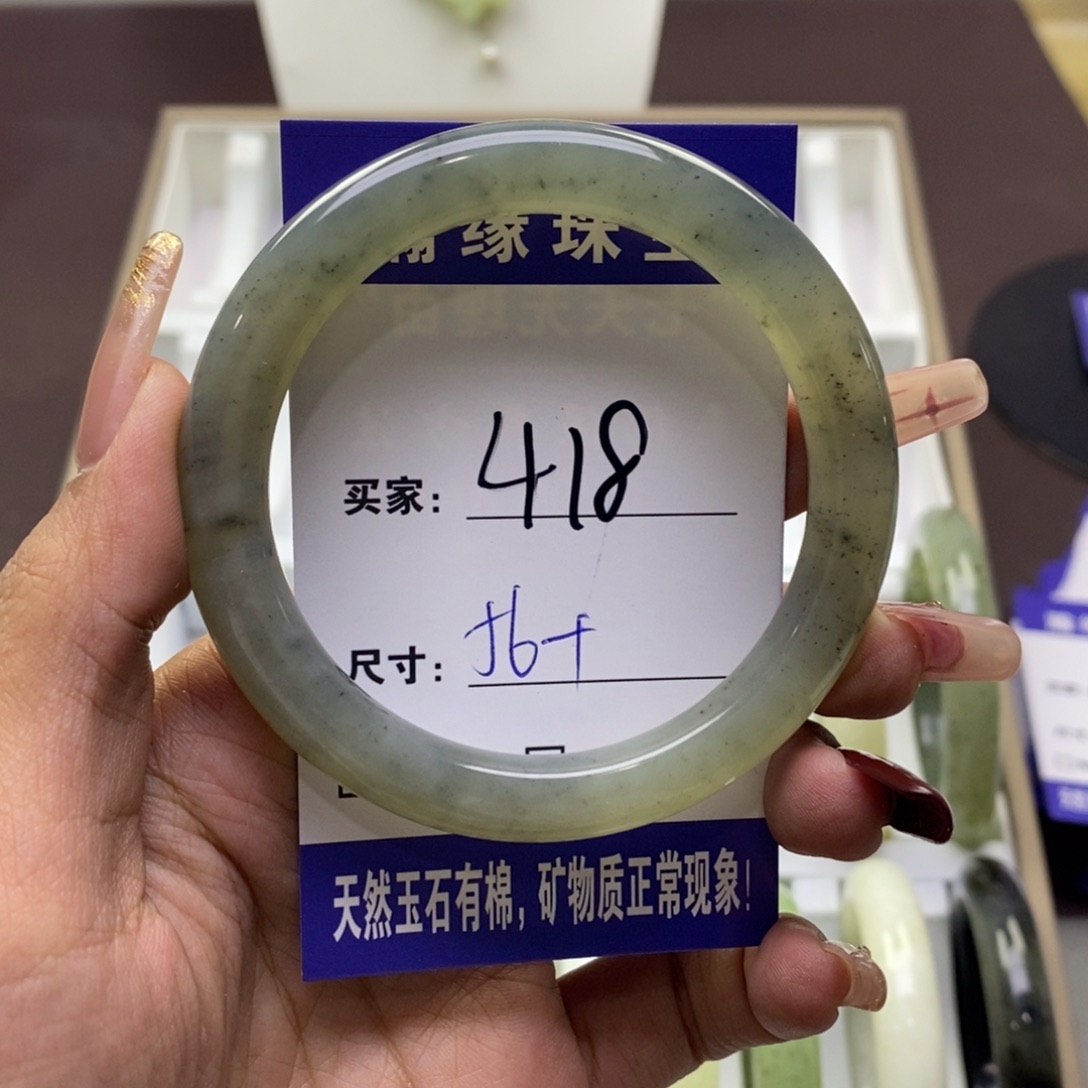 缘珠
买家：418
尺寸：56+
天然玉石有棉，矿物质正常现象！